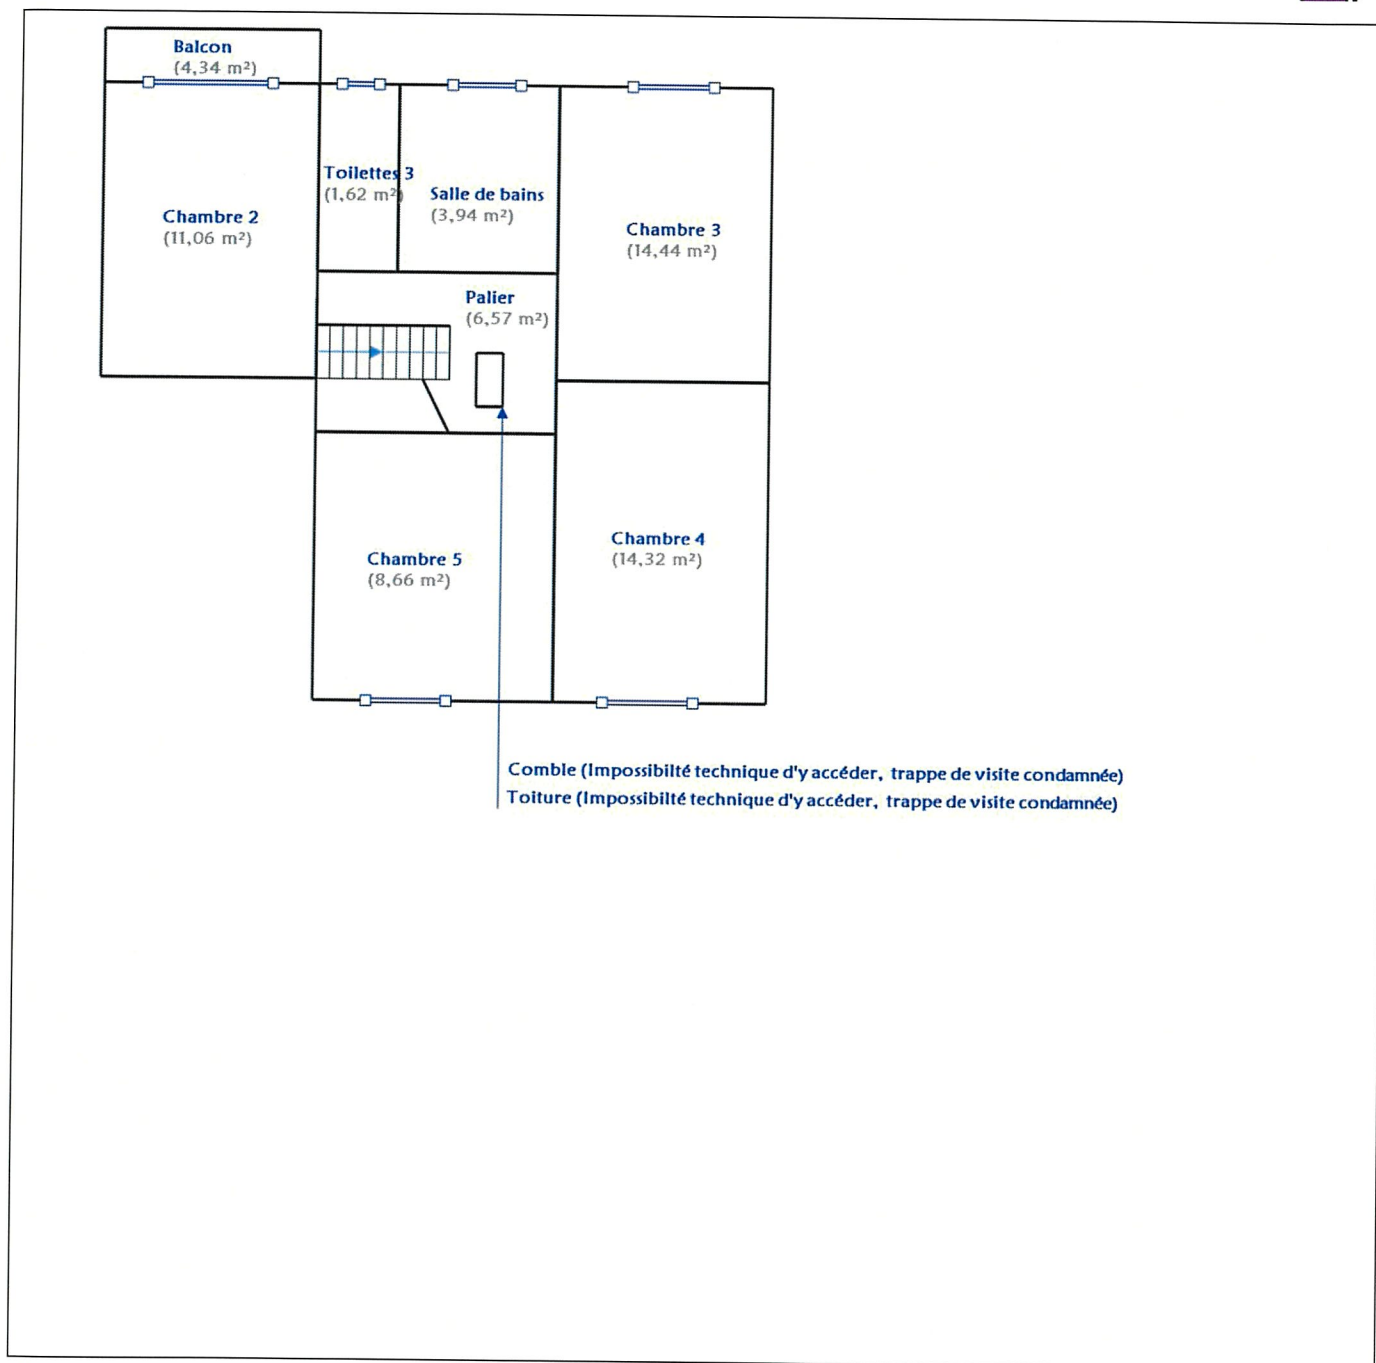 Balcon
(4,34 m²)
Toilettes 3
(1,62 m²)
Salle de bains
(3,94 m²)
Chambre 2
(11,06 m²)
Chambre 3
(14,44 m²)
Palier
(6,57 m²)
Chambre 4
(14,32 m²)
Chambre 5
(8,66 m²)
Comble (Impossibilté technique d'y accéder, trappe de visite condamnée)
Toiture (Impossibilté technique d'y accéder, trappe de visite condamnée)